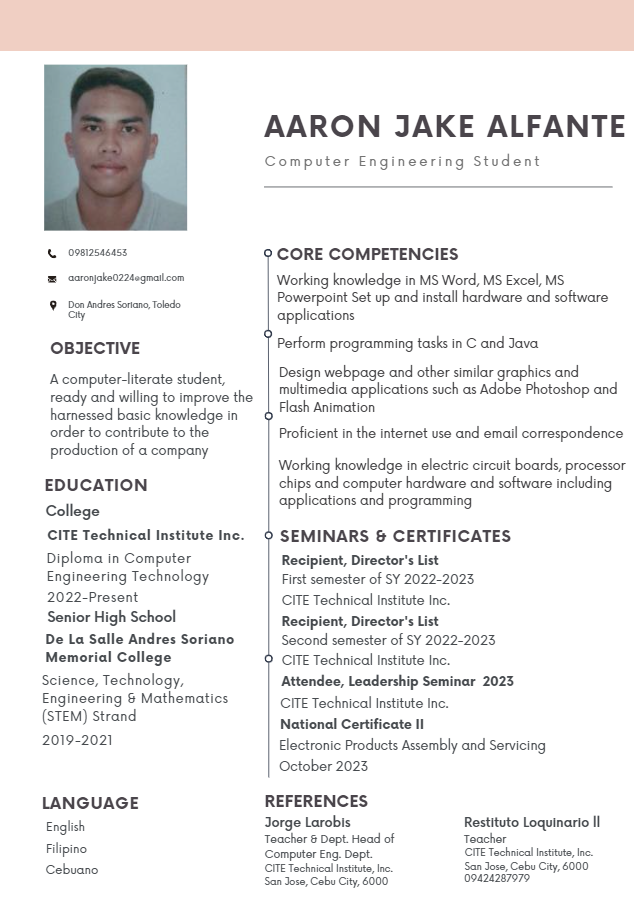 AARON JAKE ALFANTE
Computer Engineering Student
09812546453
aaronjake0224@gmail.com
Don Andres Soriano, Toledo
City
OBJECTIVE
A computer-literate student,
ready and willing to improve the
harnessed basic knowledge in
order to contribute to the
production of a company
EDUCATION
College
CITE Technical Institute Inc.
Diploma in Computer
Engineering Technology
2022-Present
Senior High School
De La Salle Andres Soriano
Memorial College
Science, Technology,
Engineering & Mathematics
(STEM) Strand
2019-2021
LANGUAGE
English
Filipino
Cebuano
CORE COMPETENCIES
Working knowledge in MS Word, MS Excel, MS
Powerpoint Set up and install hardware and software
applications
Perform programming tasks in C and Java
Design webpage and other similar graphics and
multimedia applications such as Adobe Photoshop and
Flash Animation
Proficient in the internet use and email correspondence
Working knowledge in electric circuit boards, processor
chips and computer hardware and software including
applications and programming
SEMINARS & CERTIFICATES
Recipient, Director's List
First semester of SY 2022-2023
CITE Technical Institute Inc.
Recipient, Director's List
Second semester of SY 2022-2023
CITE Technical Institute Inc.
Attendee, Leadership Seminar 2023
CITE Technical Institute Inc.
National Certificate II
Electronic Products Assembly and Servicing
October 2023
REFERENCES
Jorge Larobis
Teacher & Dept. Head of
Computer Eng. Dept.
CITE Technical Institute, Inc.
San Jose, Cebu City, 6000
Restituto Loquinario ll
Teacher
CITE Technical Institute, Inc.
San Jose, Cebu City, 6000
09424287979